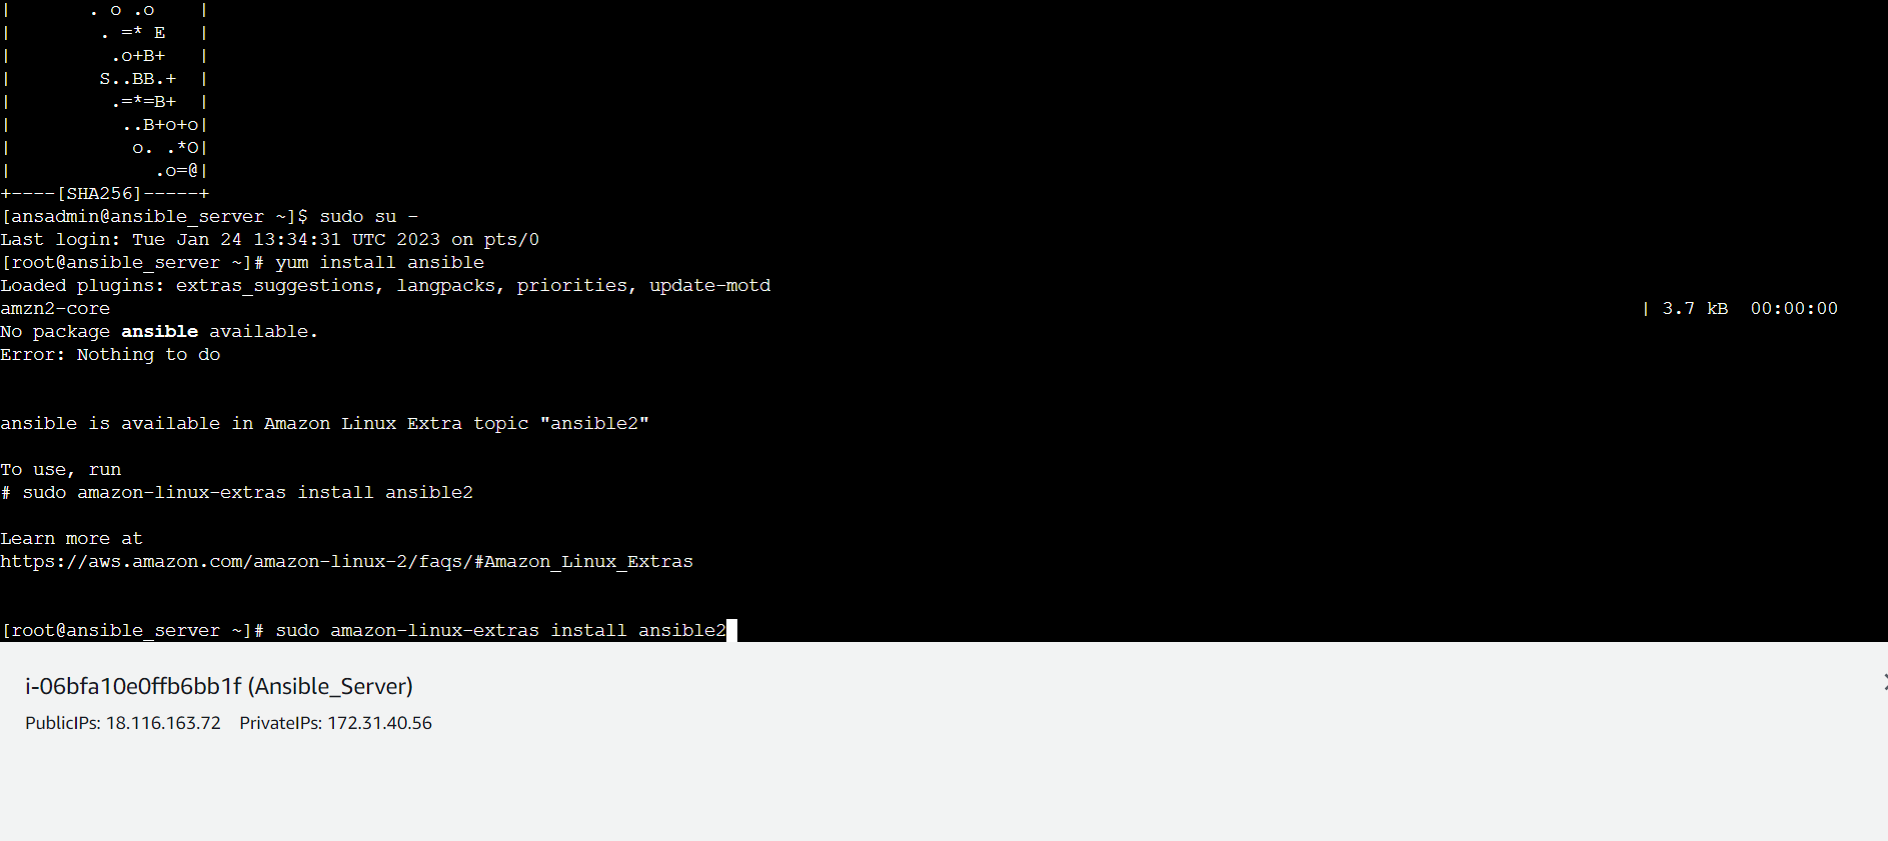 |       . o .o    |
|        . =* E   |
|         .o+B+   |
|        S..BB.+  |
|         .=*=B+  |
|          ..B+o+o|
|           o. .*O|
|             .o=@|
+----[SHA256]-----+
[ansadmin@ansible_server ~]$ sudo su -
Last login: Tue Jan 24 13:34:31 UTC 2023 on pts/0
[root@ansible_server ~]# yum install ansible
Loaded plugins: extras_suggestions, langpacks, priorities, update-motd
amzn2-core | 3.7 kB  00:00:00
No package ansible available.
Error: Nothing to do
ansible is available in Amazon Linux Extra topic "ansible2"
To use, run
# sudo amazon-linux-extras install ansible2
Learn more at
https://aws.amazon.com/amazon-linux-2/faqs/#Amazon_Linux_Extras
[root@ansible_server ~]# sudo amazon-linux-extras install ansible2
i-06bfa10e0ffb6bb1f (Ansible_Server)
PublicIPs: 18.116.163.72   PrivateIPs: 172.31.40.56